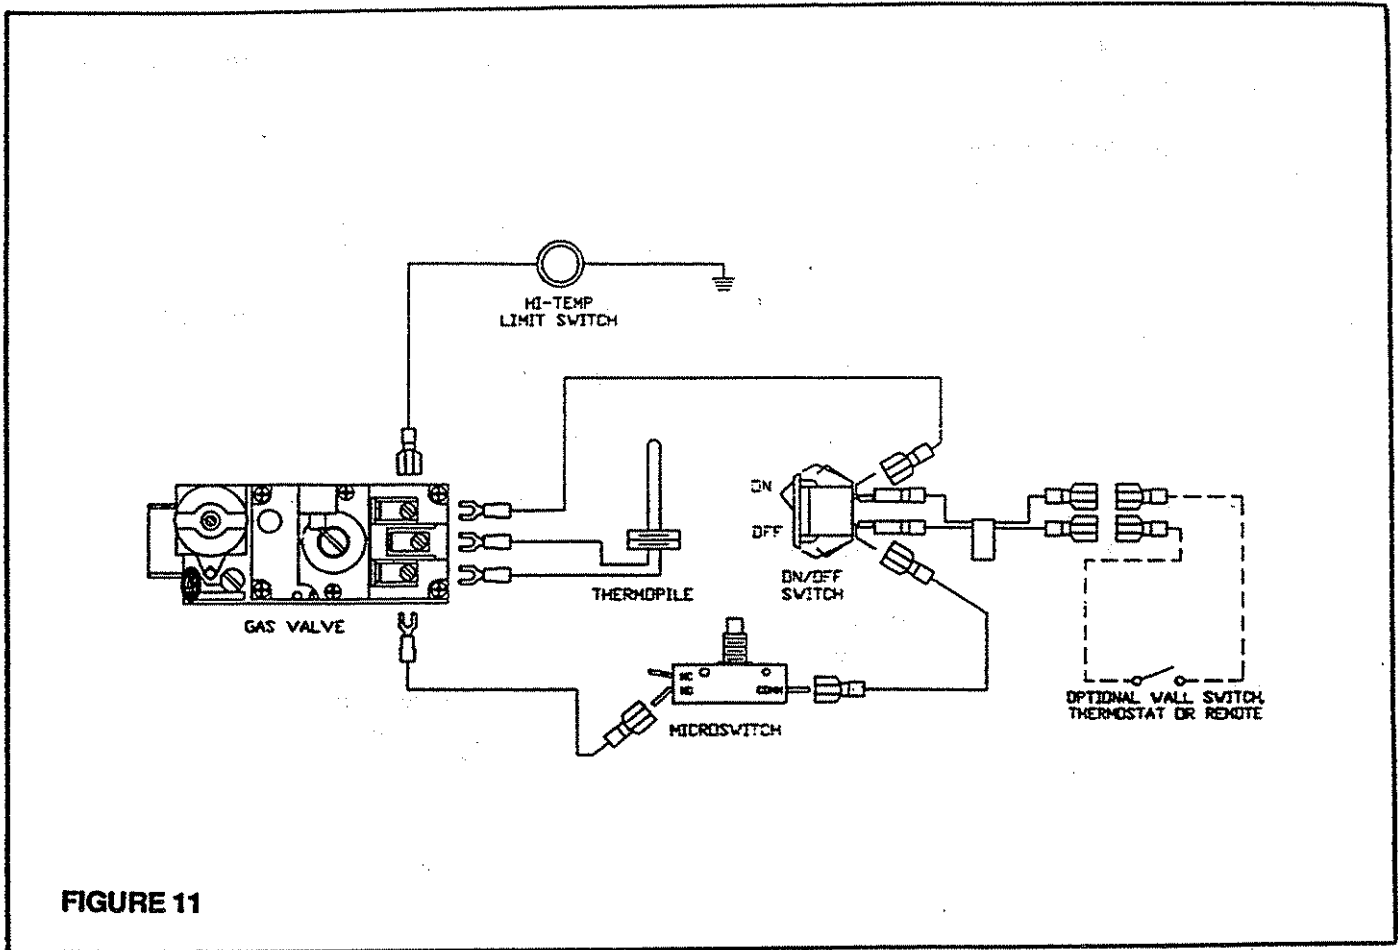 HI-TEMP
LIMIT SWITCH
ON
OFF
ON/OFF
SWITCH
THERMOPILE
GAS VALVE
NC
NO
COMM
MICROSWITCH
OPTIONAL WALL SWITCH,
THERMOSTAT OR REMOTE
FIGURE 11